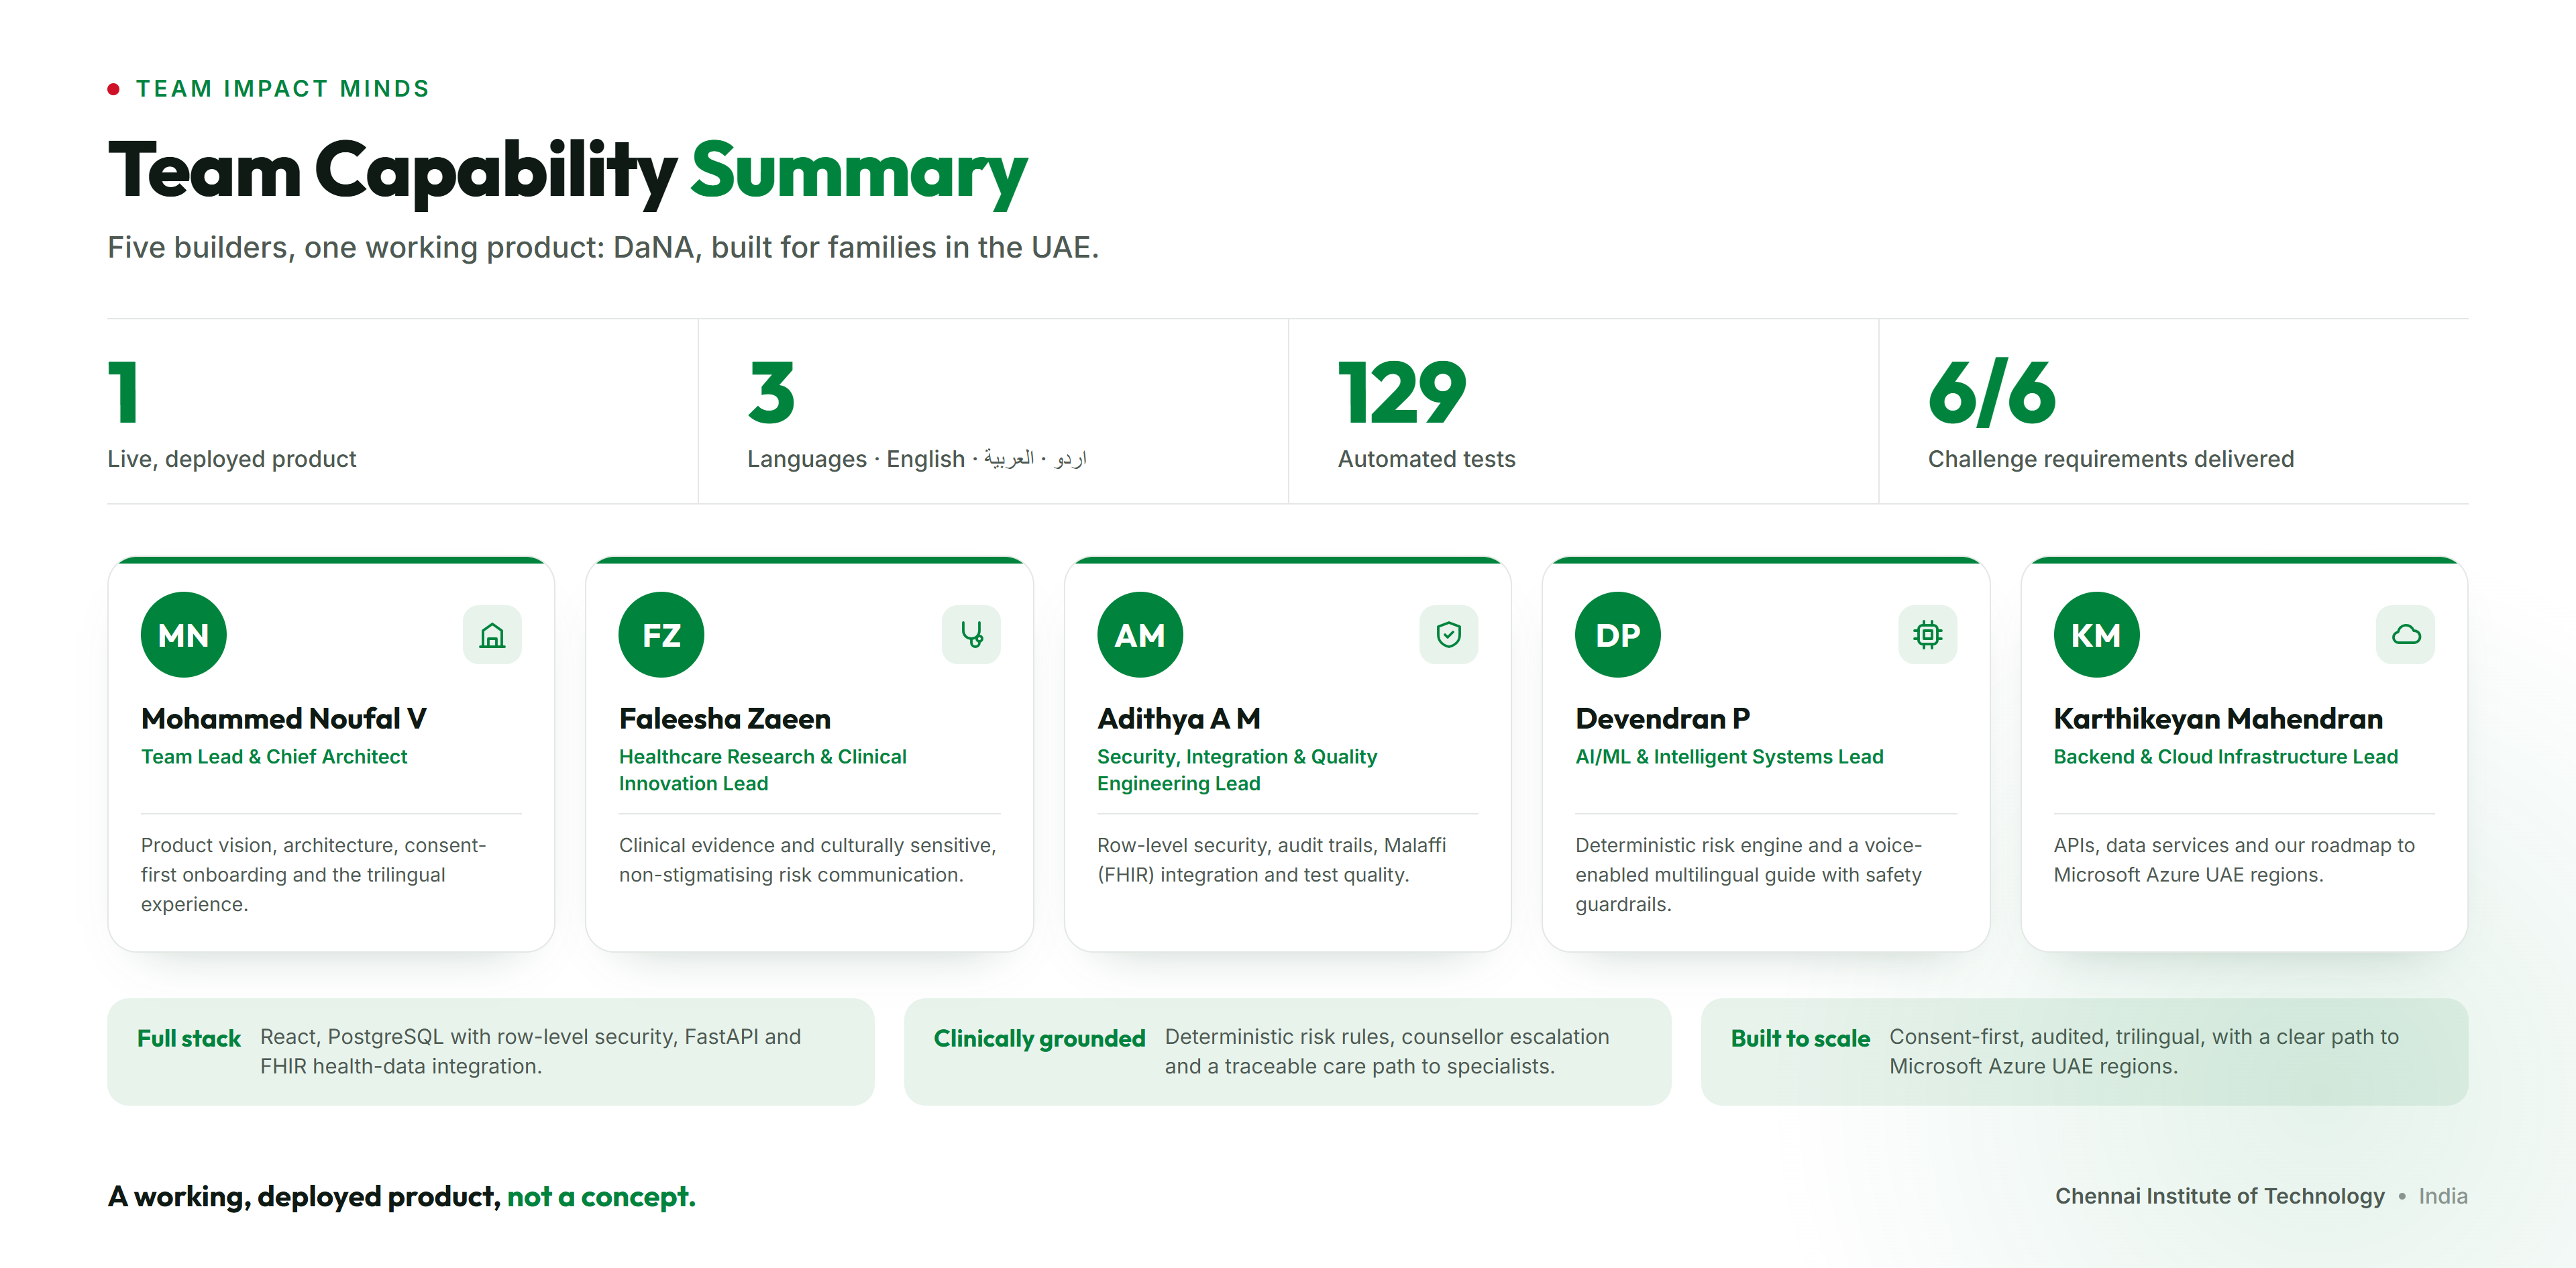 TEAM IMPACT MINDS
Team Capability Summary
Five builders, one working product: DaNA, built for families in the UAE.
1
Live, deployed product
3
Languages · English · العربية · اردو
129
Automated tests
6/6
Challenge requirements delivered
MN
Mohammed Noufal V
Team Lead & Chief Architect
Product vision, architecture, consent-
first onboarding and the trilingual
experience.
FZ
Faleesha Zaeen
Healthcare Research & Clinical
Innovation Lead
Clinical evidence and culturally sensitive,
non-stigmatising risk communication.
AM
Adithya A M
Security, Integration & Quality
Engineering Lead
Row-level security, audit trails, Malaffi
(FHIR) integration and test quality.
DP
Devendran P
AI/ML & Intelligent Systems Lead
Deterministic risk engine and a voice-
enabled multilingual guide with safety
guardrails.
KM
Karthikeyan Mahendran
Backend & Cloud Infrastructure Lead
APIs, data services and our roadmap to
Microsoft Azure UAE regions.
Full stack React, PostgreSQL with row-level security, FastAPI and
FHIR health-data integration.
Clinically grounded Deterministic risk rules, counsellor escalation
and a traceable care path to specialists.
Built to scale Consent-first, audited, trilingual, with a clear path to
Microsoft Azure UAE regions.
A working, deployed product, not a concept.
Chennai Institute of Technology • India